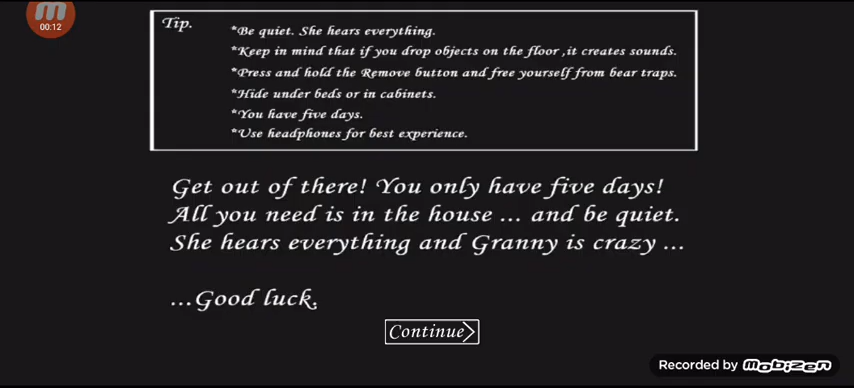 00:12
Tip.
*Be quiet. She hears everything.
*Keep in mind that if you drop objects on the floor ,it creates sounds.
*Press and hold the Remove button and free yourself from bear traps.
*Hide under beds or in cabinets.
*You have five days.
*Use headphones for best experience.
Get out of there! You only have five days!
All you need is in the house ... and be quiet.
She hears everything and Granny is crazy ...
...Good luck.
Continue
Recorded by mobizen